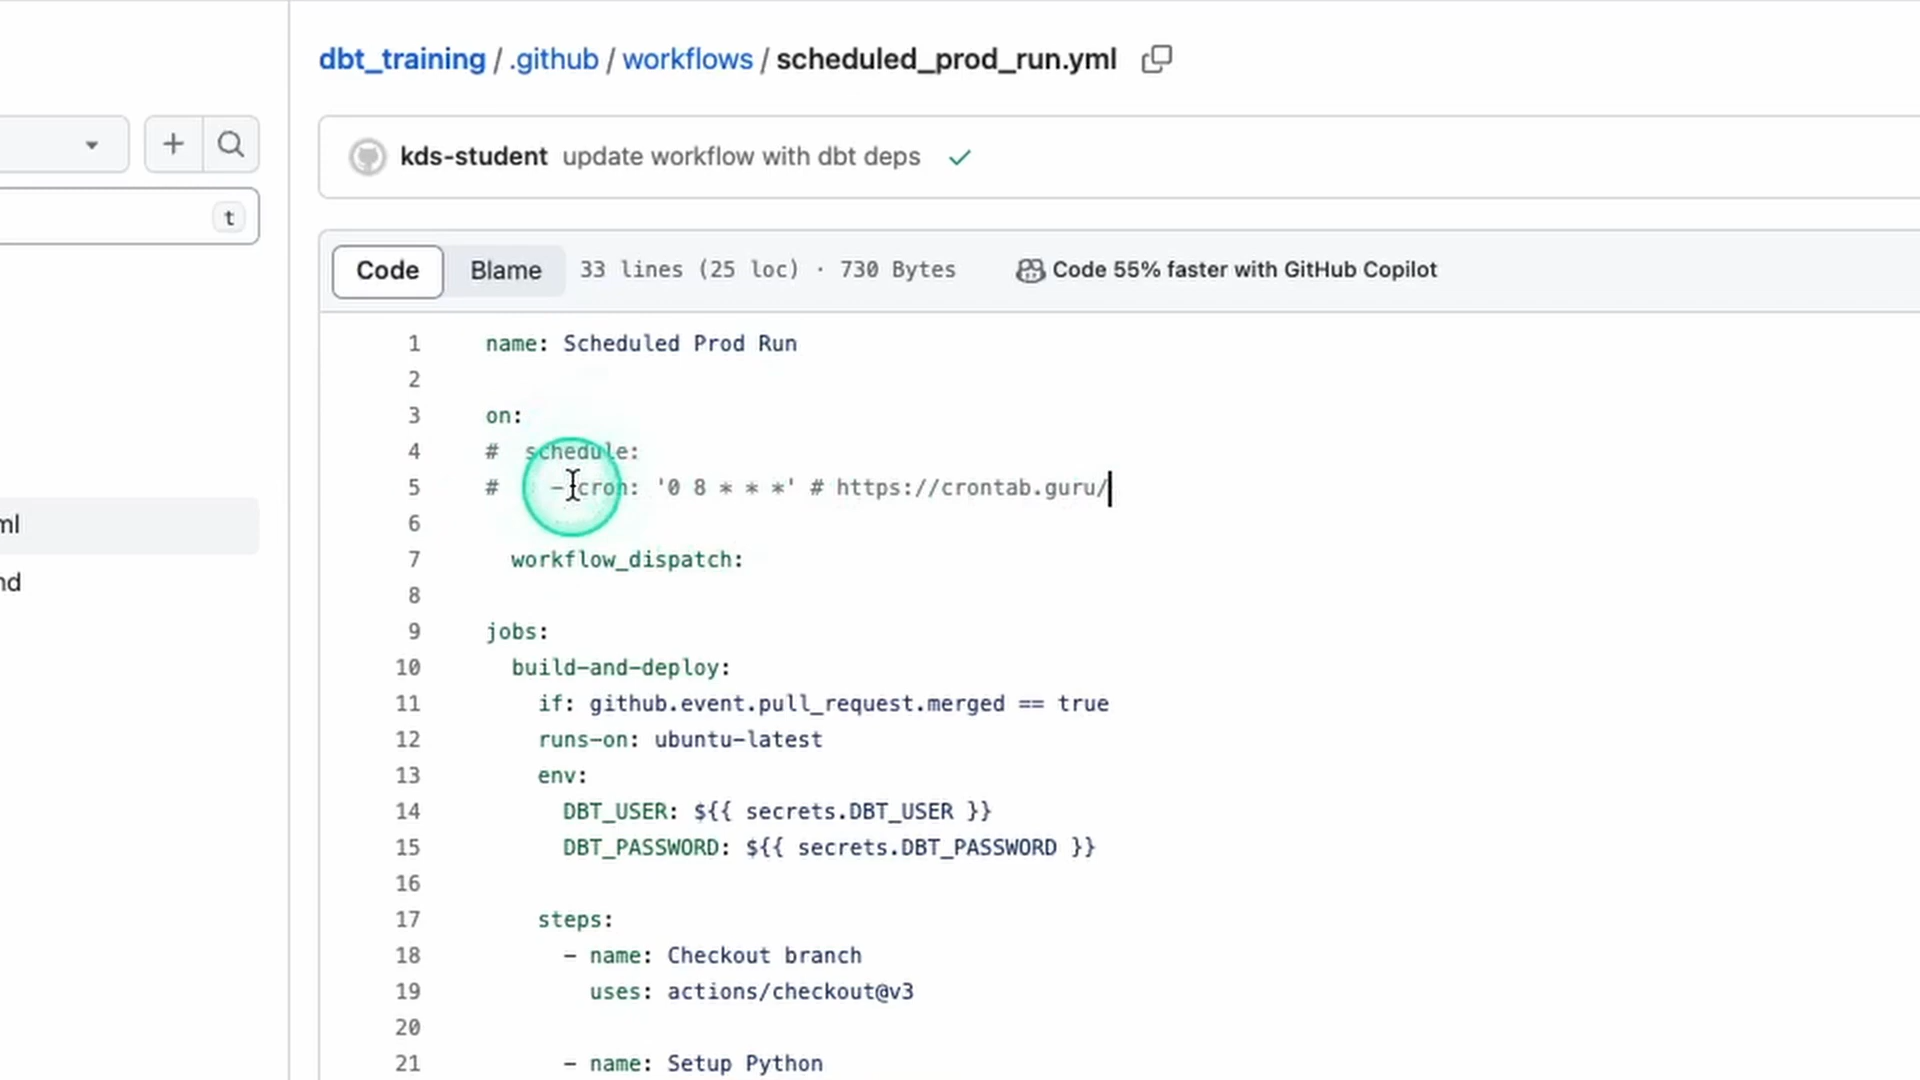 dbt_training / .github / workflows / scheduled_prod_run.yml
t
kds-student update workflow with dbt deps
Code Blame 33 lines (25 loc) · 730 Bytes Code 55% faster with GitHub Copilot
1 name: Scheduled Prod Run
2
3 on:
4 # schedule:
5 # - cron: '0 8 * * *' # https://crontab.guru/
6
ml
7 workflow_dispatch:
nd
8
9 jobs:
10 build-and-deploy:
11 if: github.event.pull_request.merged == true
12 runs-on: ubuntu-latest
13 env:
14 DBT_USER: ${{ secrets.DBT_USER }}
15 DBT_PASSWORD: ${{ secrets.DBT_PASSWORD }}
16
17 steps:
18 - name: Checkout branch
19 uses: actions/checkout@v3
20
21 - name: Setup Python